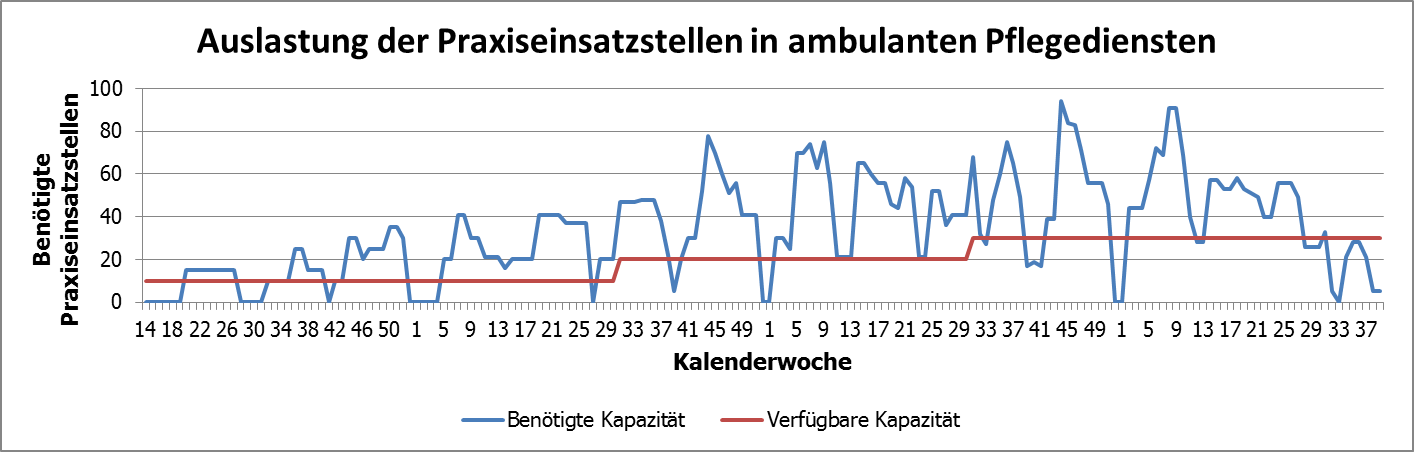 Auslastung der Praxiseinsatzstellen in ambulanten Pflegediensten
Benötigte
Praxiseinsatzstellen
100
80
60
40
20
0
14 18 22 26 30 34 38 42 46 50 1 5 9 13 17 21 25 29 33 37 41 45 49 1 5 9 13 17 21 25 29 33 37 41 45 49 1 5 9 13 17 21 25 29 33 37
Kalenderwoche
Benötigte Kapazität Verfügbare Kapazität